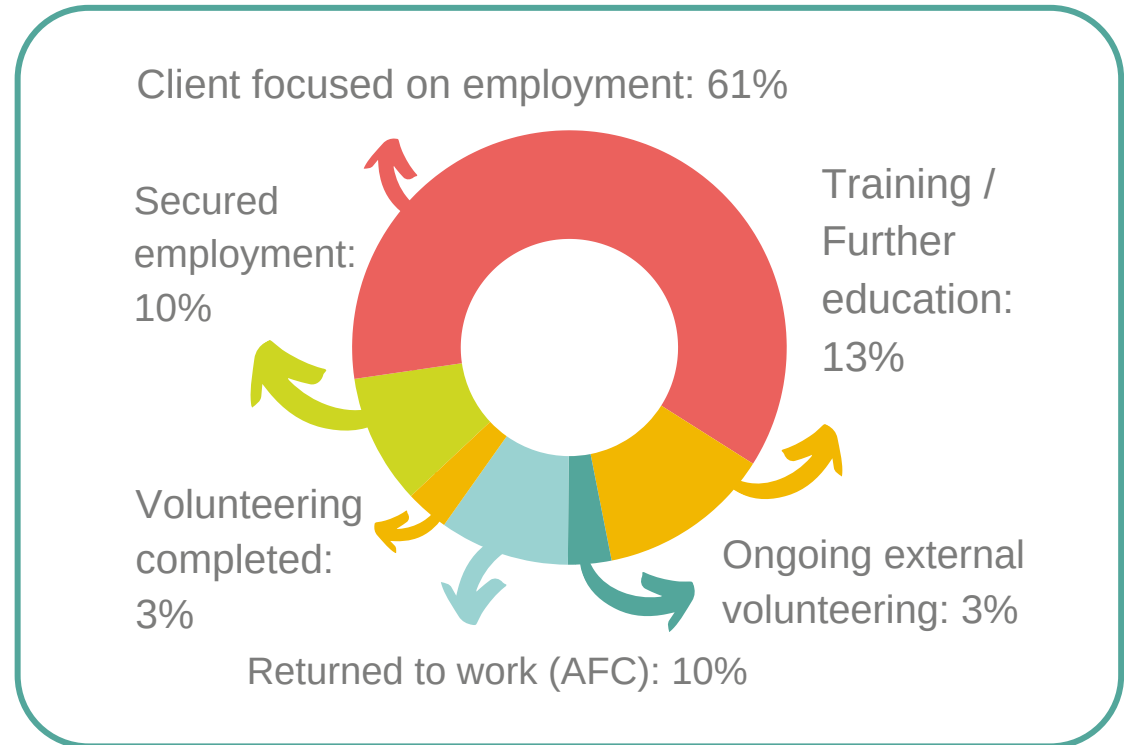 Client focused on employment: 61%
Secured
employment:
10%
Training /
Further
education:
13%
Volunteering
completed:
3%
Ongoing external
volunteering: 3%
Returned to work (AFC): 10%